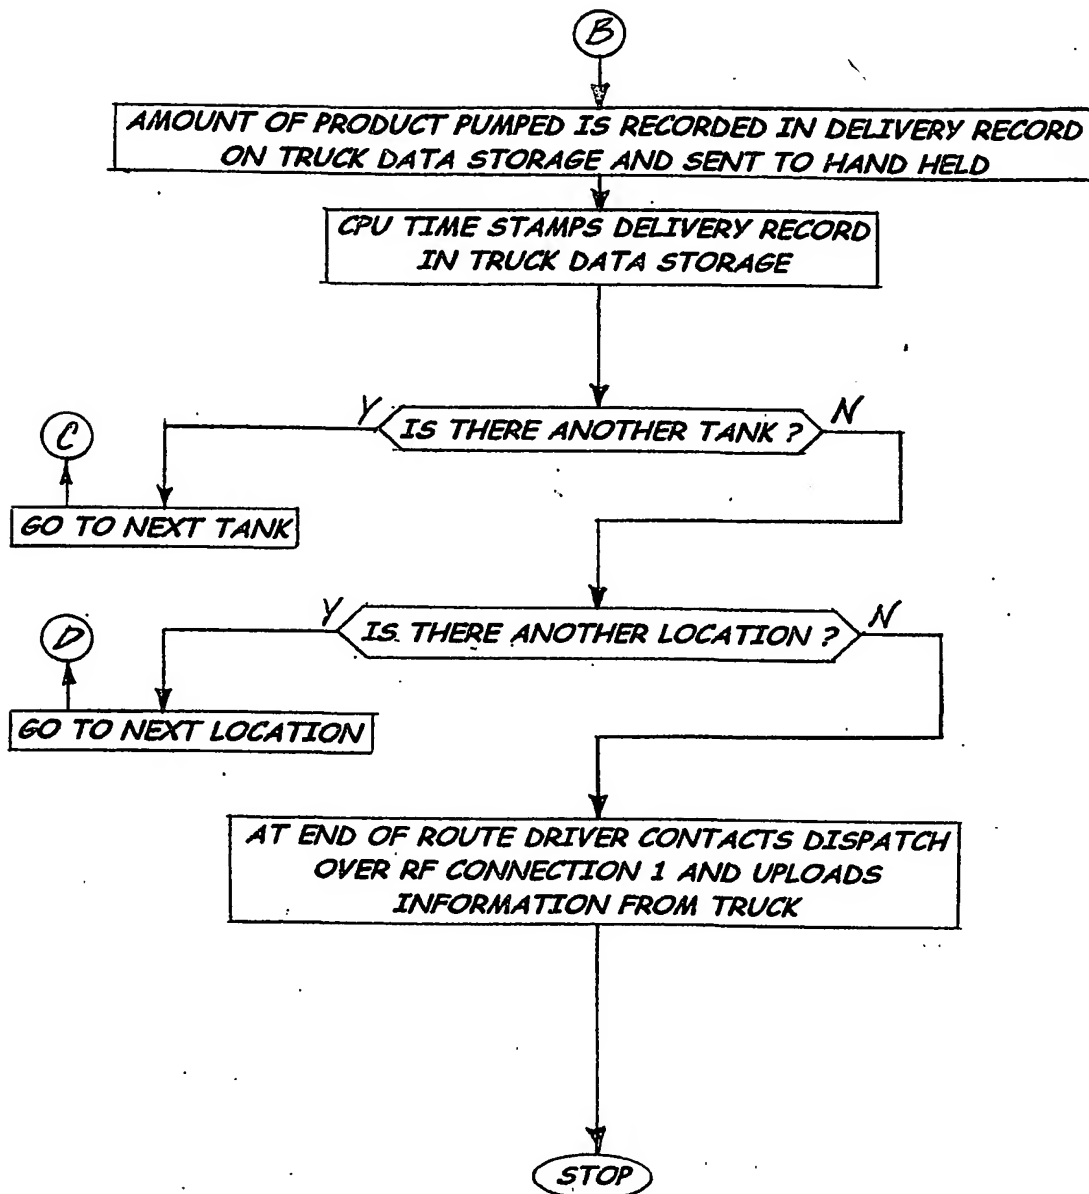 B
AMOUNT OF PRODUCT PUMPED IS RECORDED IN DELIVERY RECORD
ON TRUCK DATA STORAGE AND SENT TO HAND HELD
CPU TIME STAMPS DELIVERY RECORD
IN TRUCK DATA STORAGE
Y
IS THERE ANOTHER TANK ?
N
C
GO TO NEXT TANK
Y
IS THERE ANOTHER LOCATION ?
N
D
GO TO NEXT LOCATION
AT END OF ROUTE DRIVER CONTACTS DISPATCH
OVER RF CONNECTION 1 AND UPLOADS
INFORMATION FROM TRUCK
STOP